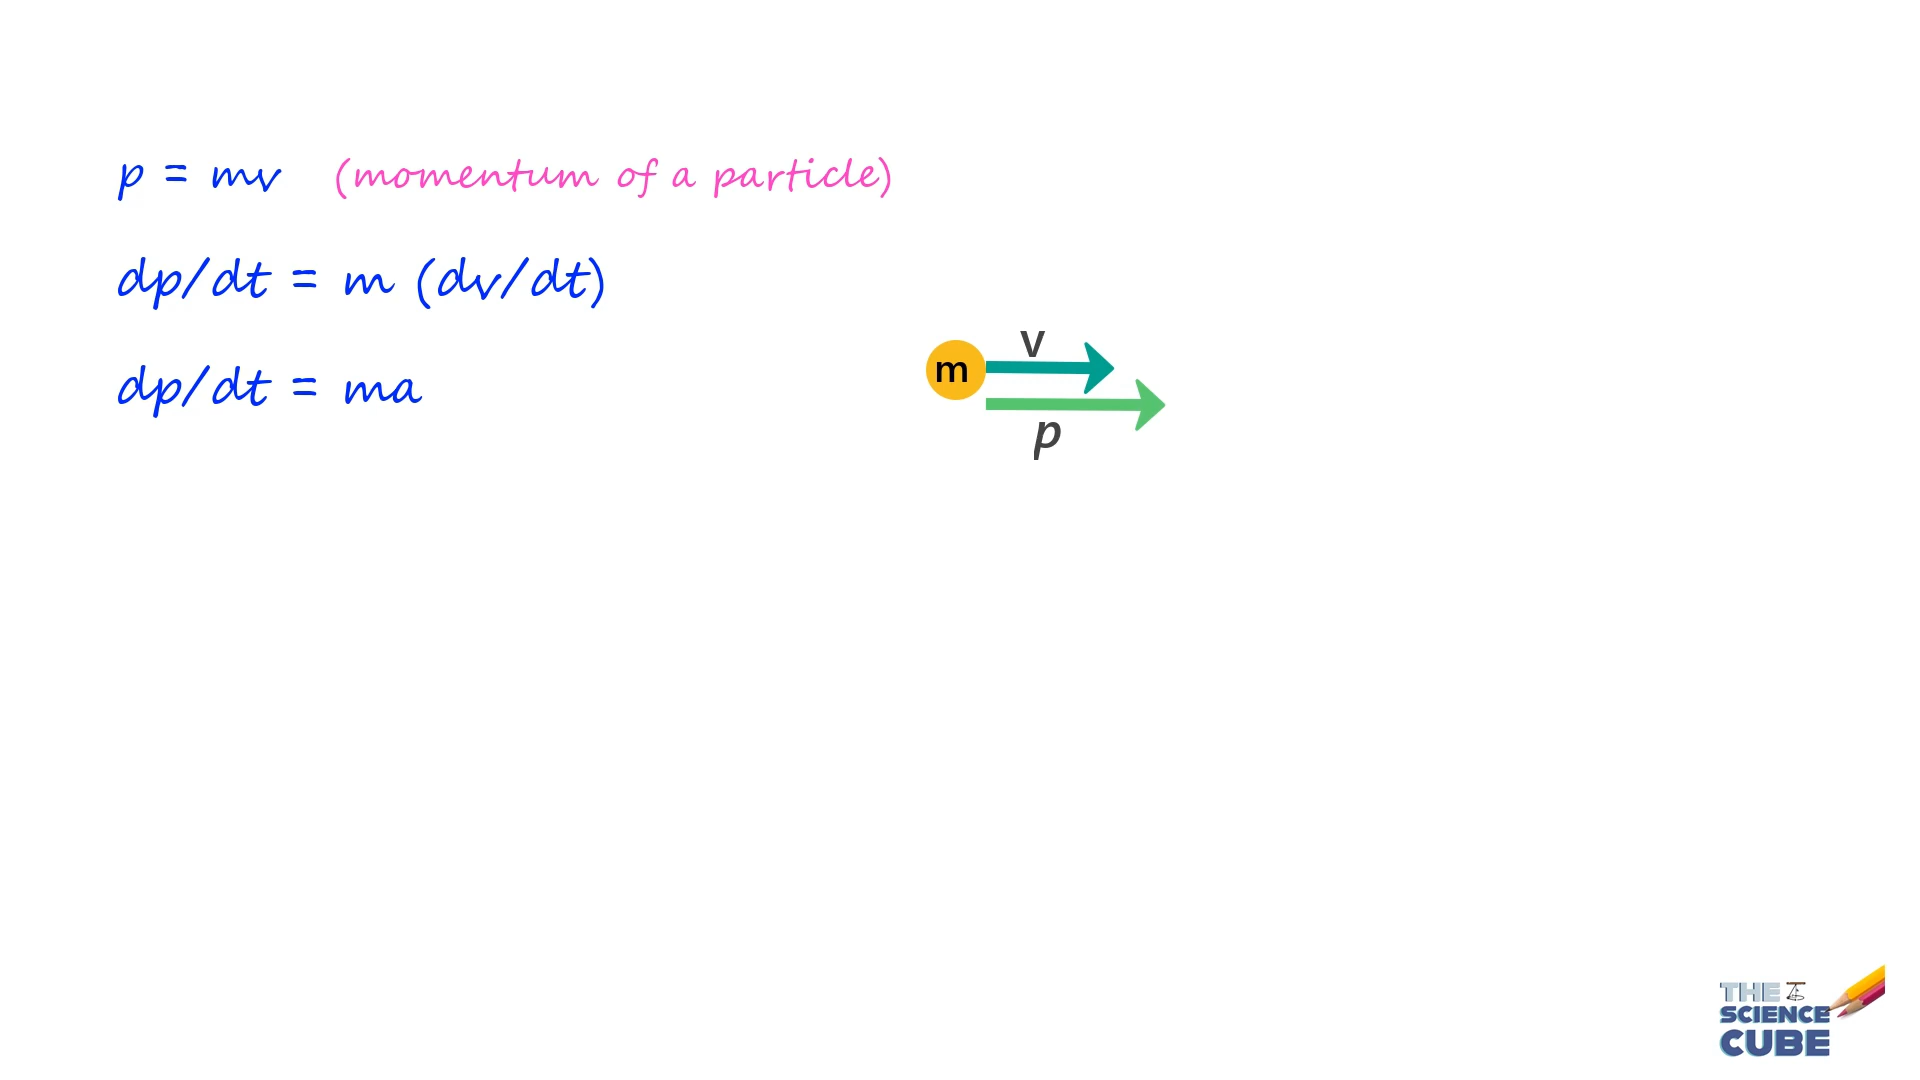 p = mv (momentum of a particle)
dp/dt = m (dv/dt)
dp/dt = ma
v
m
p
THE
SCIENCE
CUBE